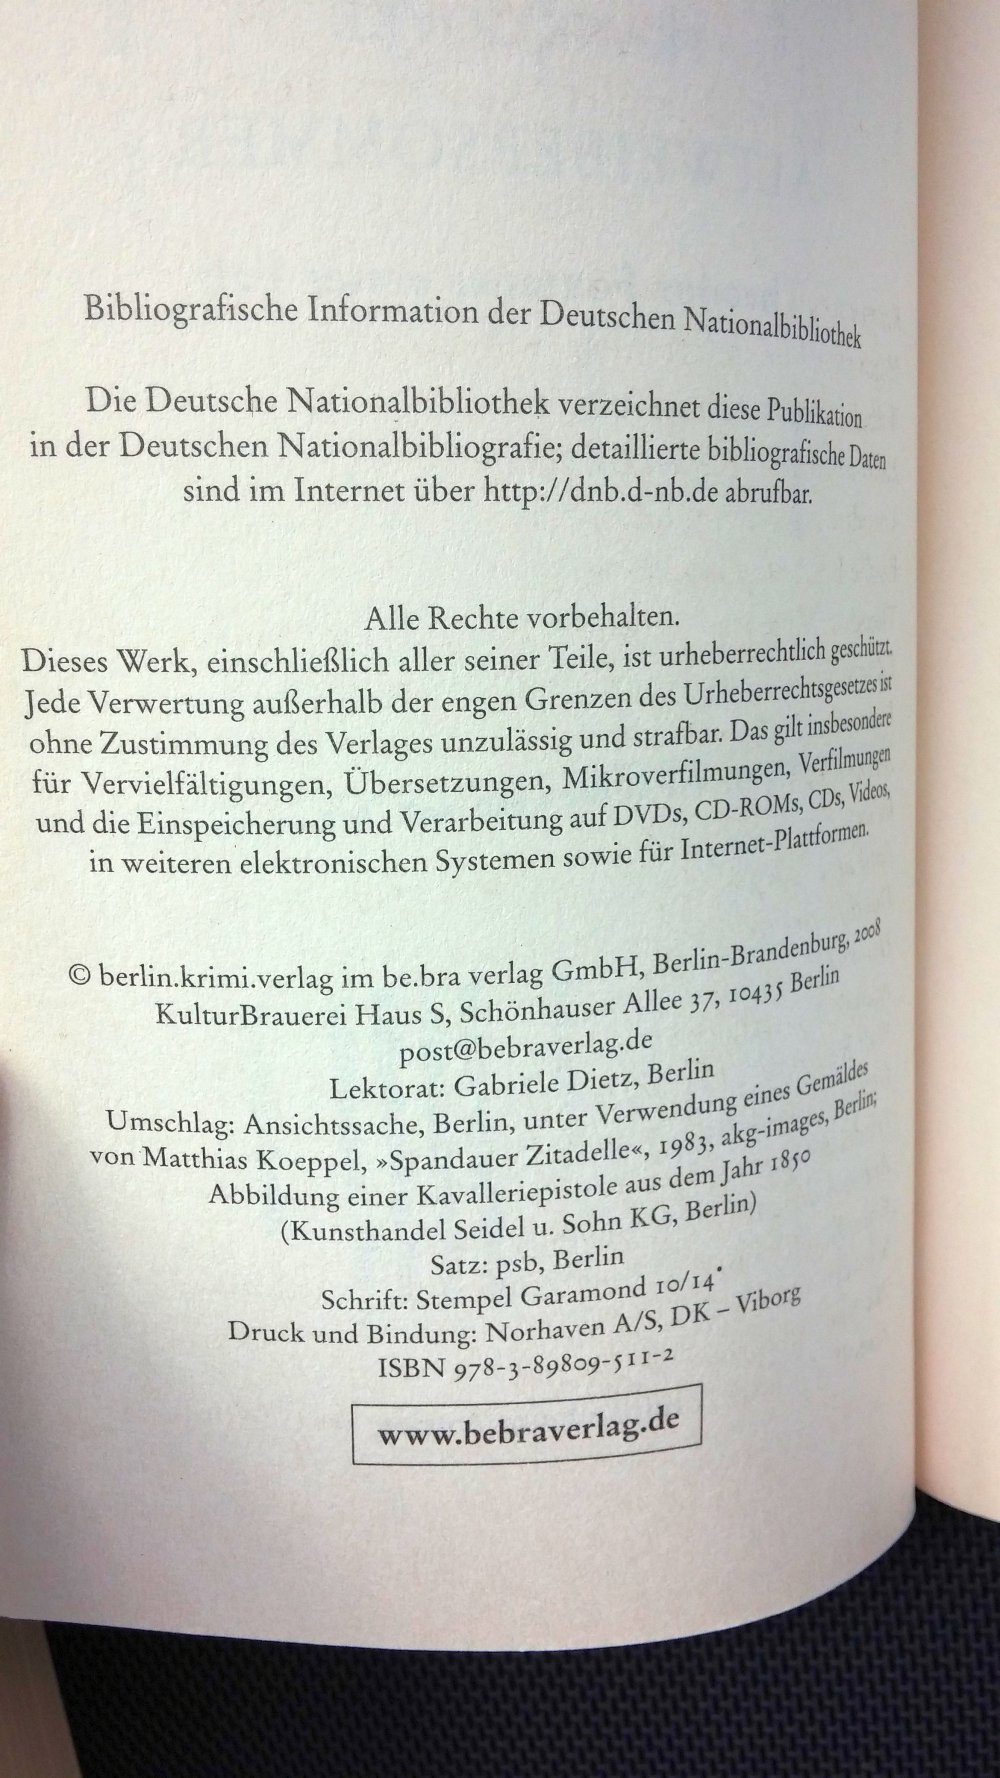 Bibliografische Information der Deutschen Nationalbibliothek
Die Deutsche Nationalbibliothek verzeichnet diese Publikation
in der Deutschen Nationalbibliografie; detaillierte bibliografische Daten
sind im Internet über http://dnb.d-nb.de abrufbar.
Alle Rechte vorbehalten.
Dieses Werk, einschließlich aller seiner Teile, ist urheberrechtlich geschützt.
Jede Verwertung außerhalb der engen Grenzen des Urheberrechtsgesetzes ist
ohne Zustimmung des Verlages unzulässig und strafbar. Das gilt insbesondere
für Vervielfältigungen, Übersetzungen, Mikroverfilmungen, Verfilmungen
und die Einspeicherung und Verarbeitung auf DVDs, CD-ROMs, CDs, Videos,
in weiteren elektronischen Systemen sowie für Internet-Plattformen.
© berlin.krimi.verlag im be.bra verlag GmbH, Berlin-Brandenburg, 2008
KulturBrauerei Haus S, Schönhauser Allee 37, 10435 Berlin
post@bebraverlag.de
Lektorat: Gabriele Dietz, Berlin
Umschlag: Ansichtssache, Berlin, unter Verwendung eines Gemäldes
von Matthias Koeppel, »Spandauer Zitadelle«, 1983, akg-images, Berlin;
Abbildung einer Kavalleriepistole aus dem Jahr 1850
(Kunsthandel Seidel u. Sohn KG, Berlin)
Satz: psb, Berlin
Schrift: Stempel Garamond 10/14˙
Druck und Bindung: Norhaven A/S, DK – Viborg
ISBN 978-3-89809-511-2
www.bebraverlag.de